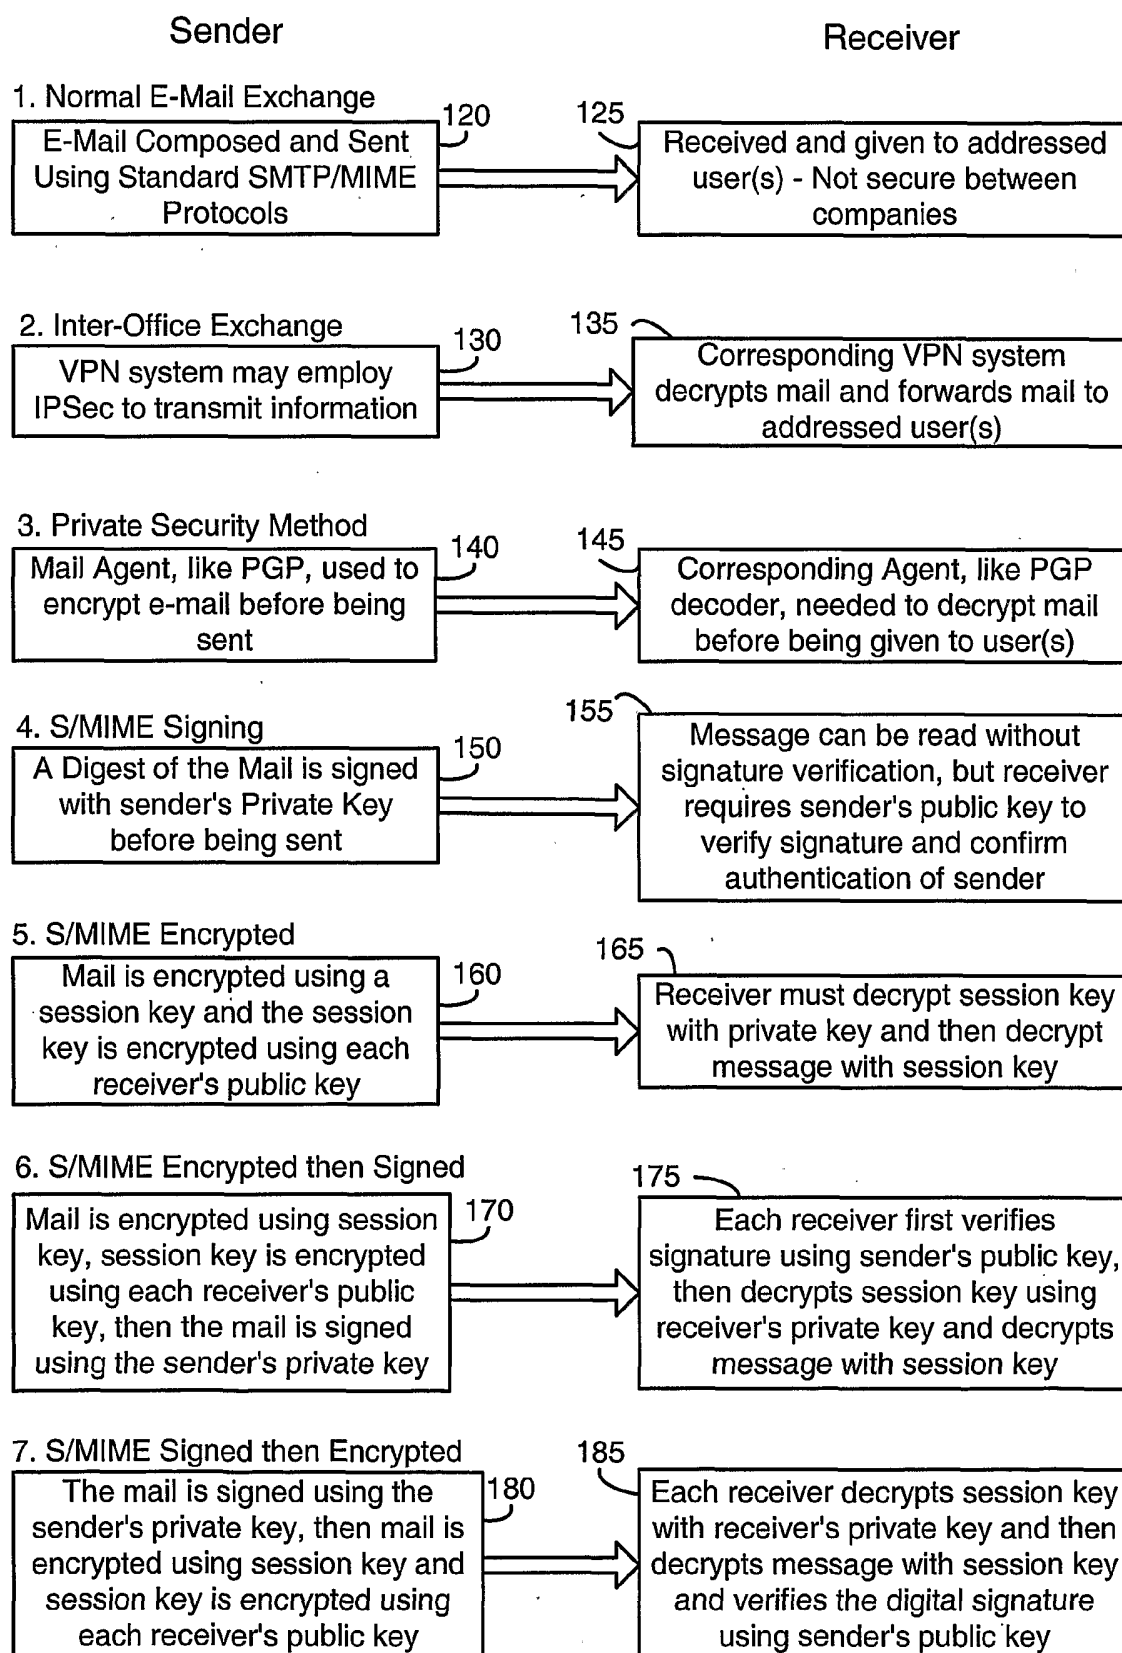 Sender
Receiver
1. Normal E-Mail Exchange
120
125
E-Mail Composed and Sent
Using Standard SMTP/MIME
Protocols
Received and given to addressed
user(s) - Not secure between
companies
2. Inter-Office Exchange
130
135
VPN system may employ
IPSec to transmit information
Corresponding VPN system
decrypts mail and forwards mail to
addressed user(s)
3. Private Security Method
140
145
Mail Agent, like PGP, used to
encrypt e-mail before being
sent
Corresponding Agent, like PGP
decoder, needed to decrypt mail
before being given to user(s)
4. S/MIME Signing
150
155
A Digest of the Mail is signed
with sender's Private Key
before being sent
Message can be read without
signature verification, but receiver
requires sender's public key to
verify signature and confirm
authentication of sender
5. S/MIME Encrypted
160
165
Mail is encrypted using a
session key and the session
key is encrypted using each
receiver's public key
Receiver must decrypt session key
with private key and then decrypt
message with session key
6. S/MIME Encrypted then Signed
170
175
Mail is encrypted using session
key, session key is encrypted
using each receiver's public
key, then the mail is signed
using the sender's private key
Each receiver first verifies
signature using sender's public key,
then decrypts session key using
receiver's private key and decrypts
message with session key
7. S/MIME Signed then Encrypted
180
185
The mail is signed using the
sender's private key, then mail is
encrypted using session key and
session key is encrypted using
each receiver's public key
Each receiver decrypts session key
with receiver's private key and then
decrypts message with session key
and verifies the digital signature
using sender's public key